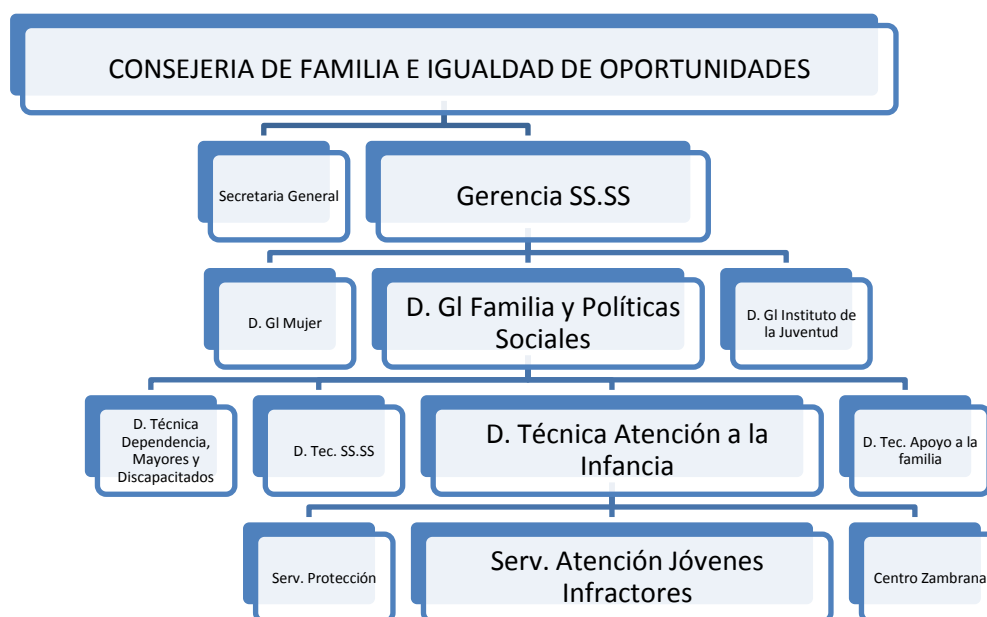 CONSEJERIA DE FAMILIA E IGUALDAD DE OPORTUNIDADES
Secretaria General
Gerencia SS.SS
D. Gl Mujer
D. Gl Familia y Políticas
Sociales
D. Gl Instituto de
la Juventud
D. Técnica
Dependencia,
Mayores y
Discapacitados
D. Tec. SS.SS
D. Técnica Atención a la
Infancia
D. Tec. Apoyo a la
familia
Serv. Protección
Serv. Atención Jóvenes
Infractores
Centro Zambrana